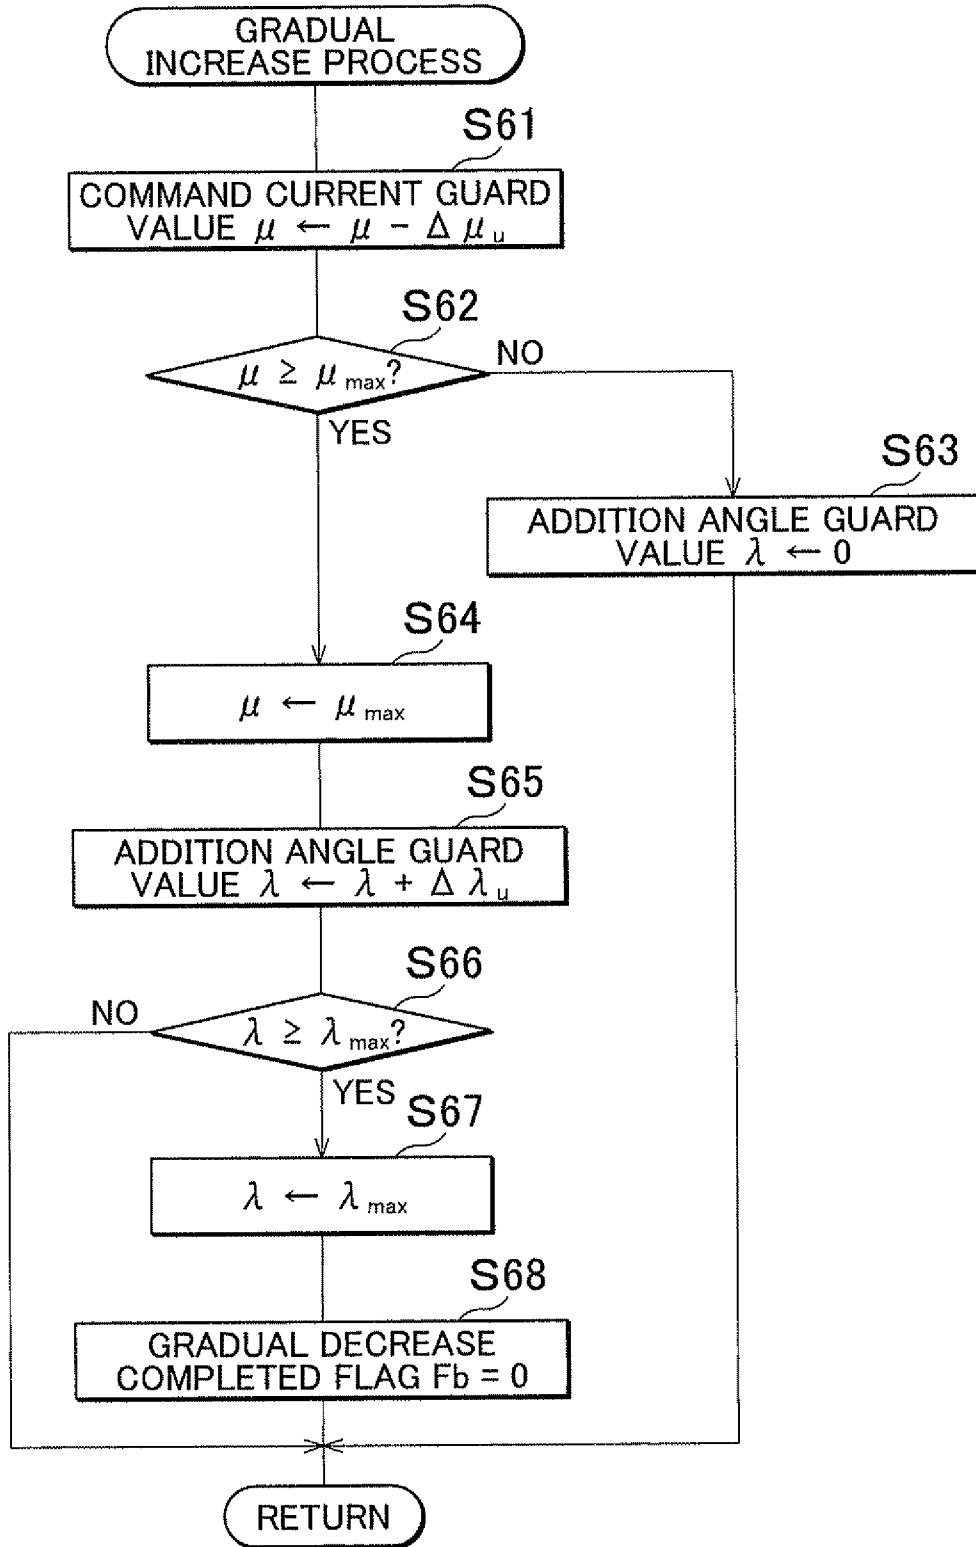 GRADUAL
INCREASE PROCESS
S61
COMMAND CURRENT GUARD
VALUE μ ← μ - Δ μu
S62
μ ≥ μmax?
NO
YES
S63
ADDITION ANGLE GUARD
VALUE λ ← 0
S64
μ ← μmax
S65
ADDITION ANGLE GUARD
VALUE λ ← λ + Δ λu
S66
NO
λ ≥ λmax?
YES
S67
λ ← λmax
S68
GRADUAL DECREASE
COMPLETED FLAG Fb = 0
RETURN